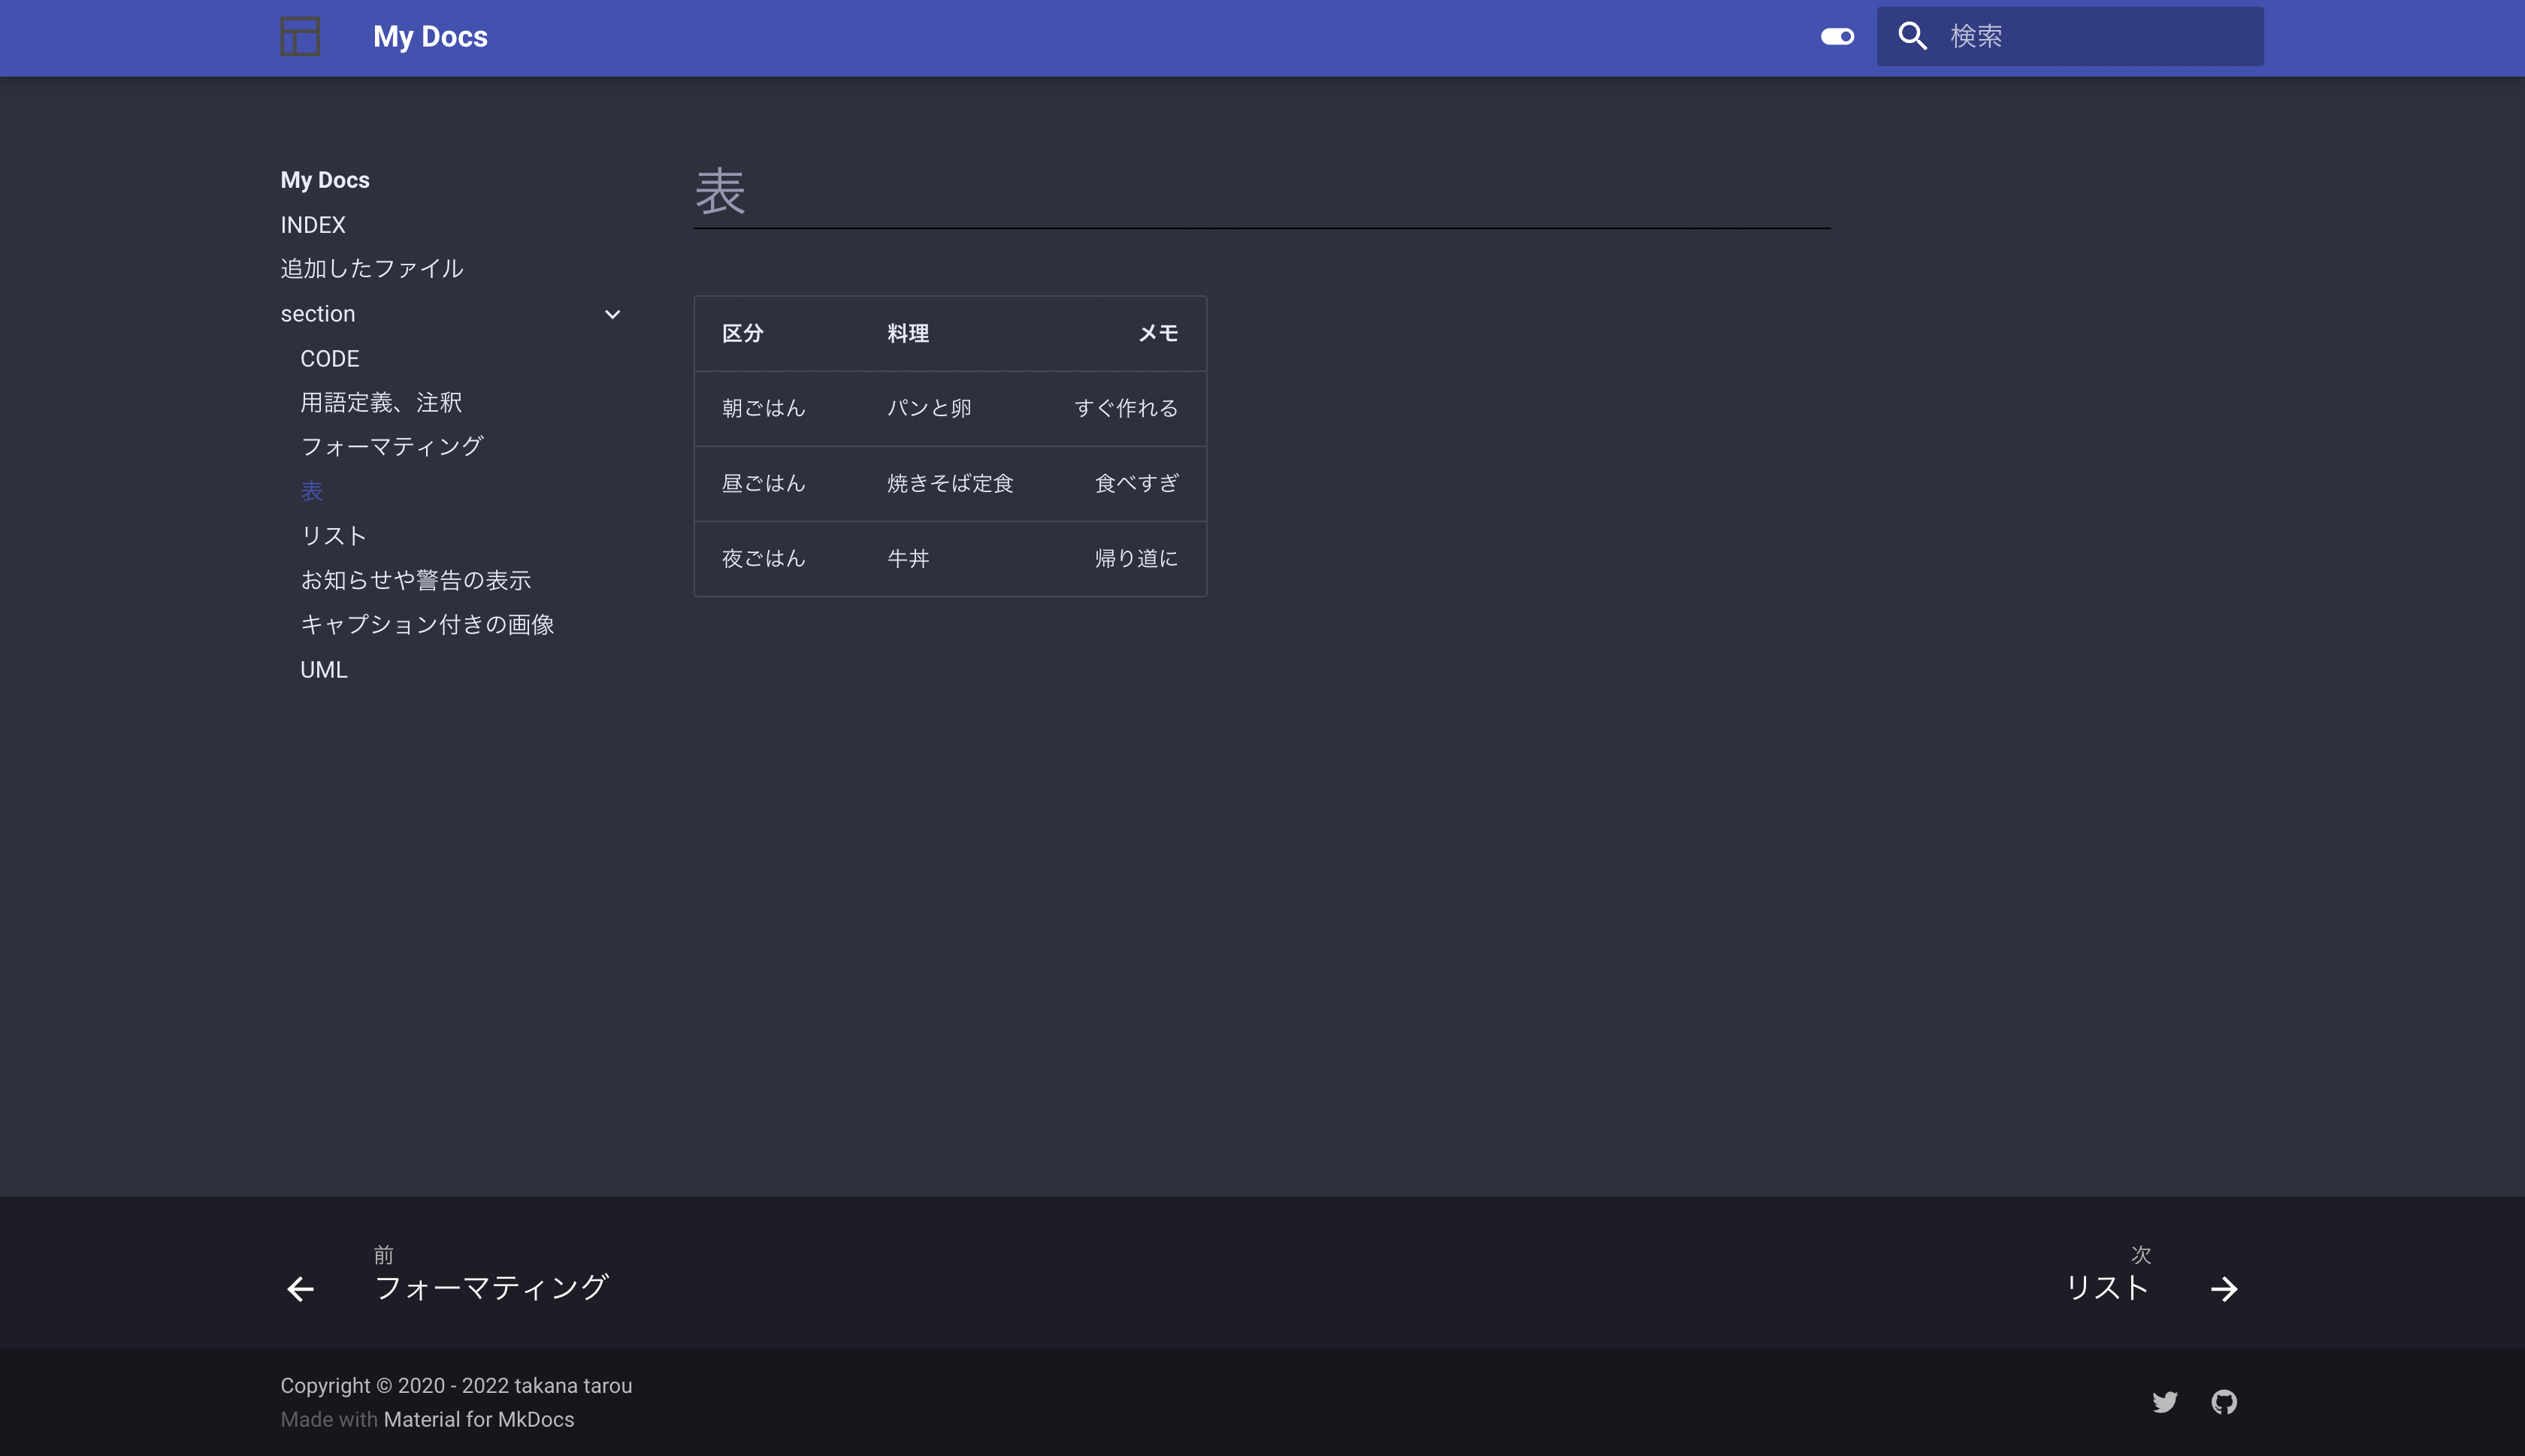 My Docs
検索
My Docs
INDEX
追加したファイル
section
CODE
用語定義、注釈
フォーマティング
表
リスト
お知らせや警告の表示
キャプション付きの画像
UML
表
区分 料理 メモ
朝ごはん パンと卵 すぐ作れる
昼ごはん 焼きそば定食 食べすぎ
夜ごはん 牛丼 帰り道に
前
フォーマティング
次
リスト
Copyright © 2020 - 2022 takana tarou
Made with Material for MkDocs